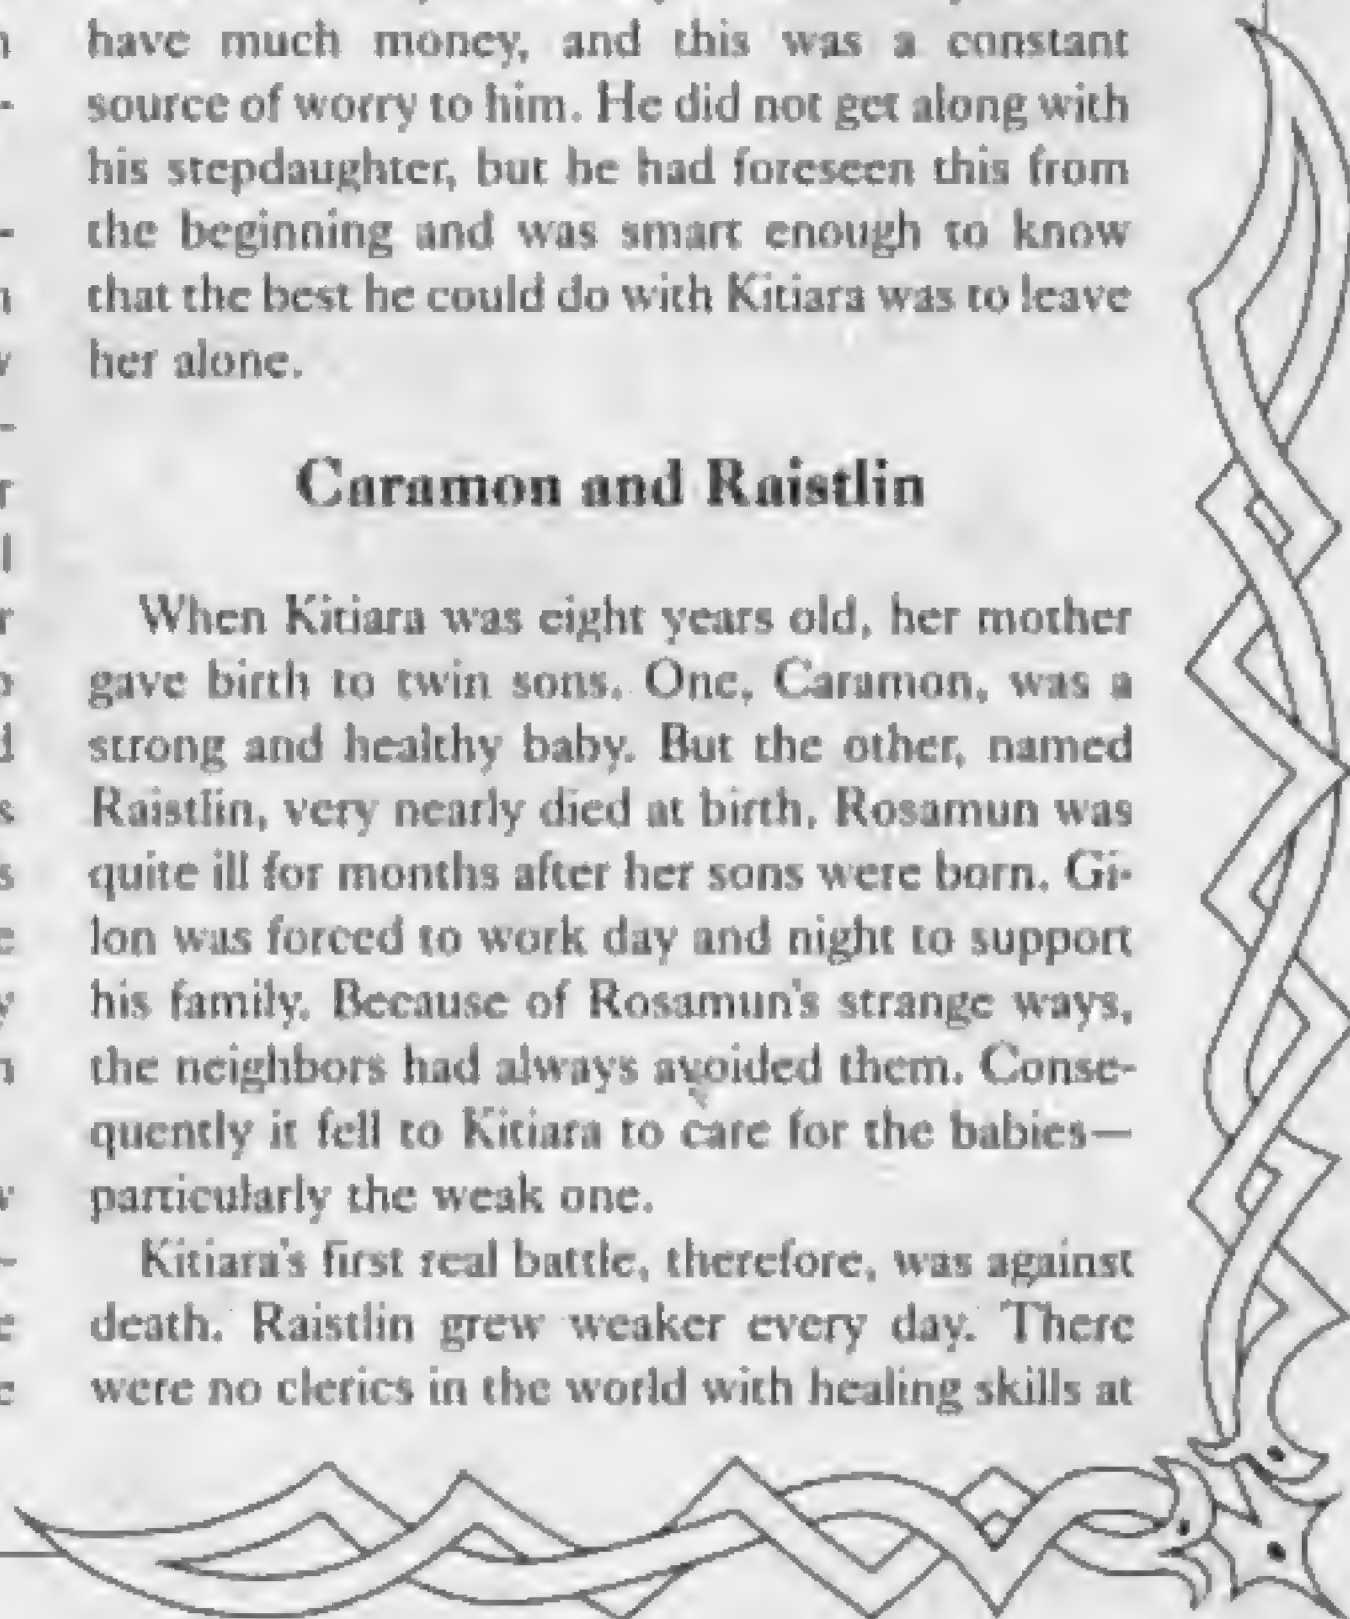 have much money, and this was a constant
source of worry to him. He did not get along with
his stepdaughter, but he had foreseen this from
the beginning and was smart enough to know
that the best he could do with Kitiara was to leave
her alone.
Caramon and Raistlin
When Kitiara was eight years old, her mother
gave birth to twin sons. One, Caramon, was a
strong and healthy baby. But the other, named
Raistlin, very nearly died at birth. Rosamun was
quite ill for months after her sons were born. Gi-
lon was forced to work day and night to support
his family. Because of Rosamun's strange ways,
the neighbors had always avoided them. Conse-
quently it fell to Kitiara to care for the babies—
particularly the weak one.
Kitiara's first real battle, therefore, was against
death. Raistlin grew weaker every day. There
were no clerics in the world with healing skills at